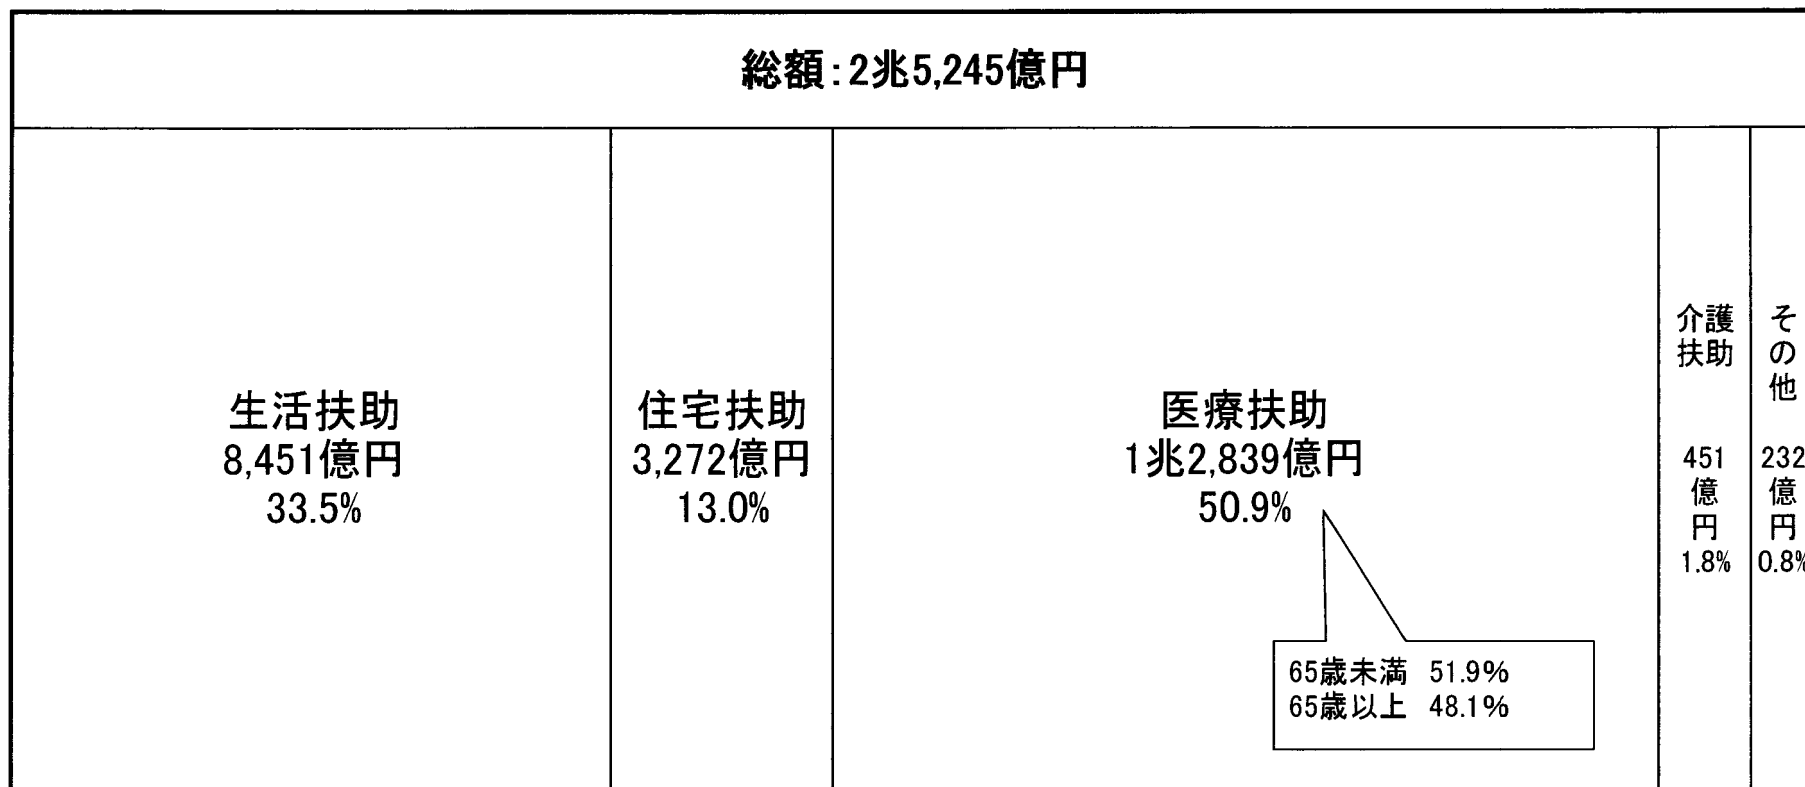 総額:2兆5,245億円
生活扶助
8,451億円
33.5%
住宅扶助
3,272億円
13.0%
医療扶助
1兆2,839億円
50.9%
65歳未満 51.9%
65歳以上 48.1%
介護
扶助
451
億
円
1.8%
そ
の
他
232
億
円
0.8%